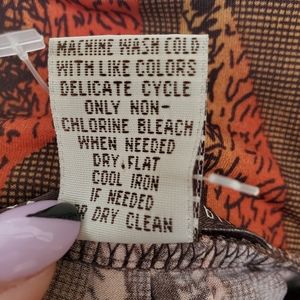 MACHINE WASH COLD
WITH LIKE COLORS
DELICATE CYCLE
ONLY NON-
CHLORINE BLEACH
WHEN NEEDED
DRY FLAT
COOL IRON
IF NEEDED
OR DRY CLEAN